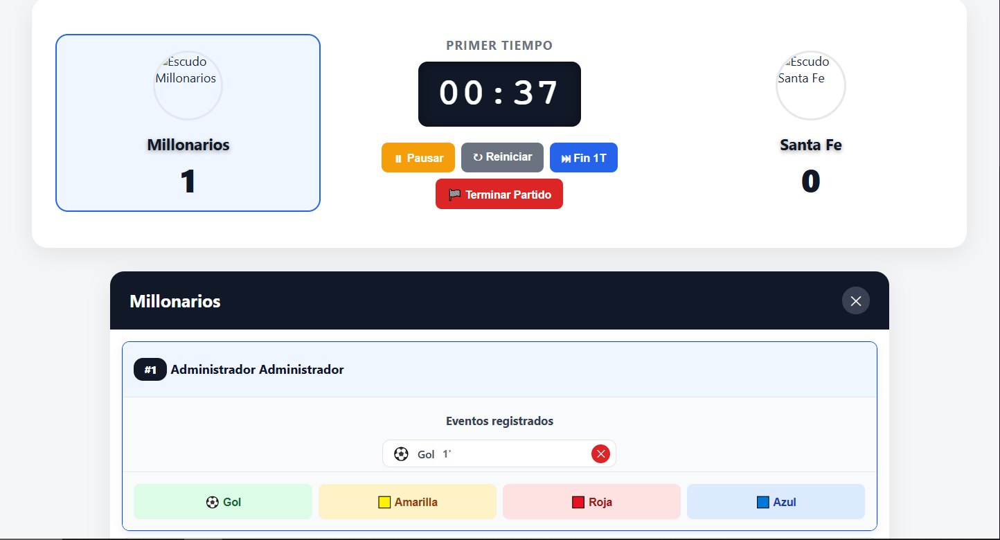 PRIMER TIEMPO
Escudo
Millonarios
00:37
Escudo
Santa Fe
Millonarios
1
Pausar
Reiniciar
Fin 1T
Terminar Partido
Santa Fe
0
Millonarios
#1 Administrador Administrador
Eventos registrados
Gol 1'
Gol
Amarilla
Roja
Azul